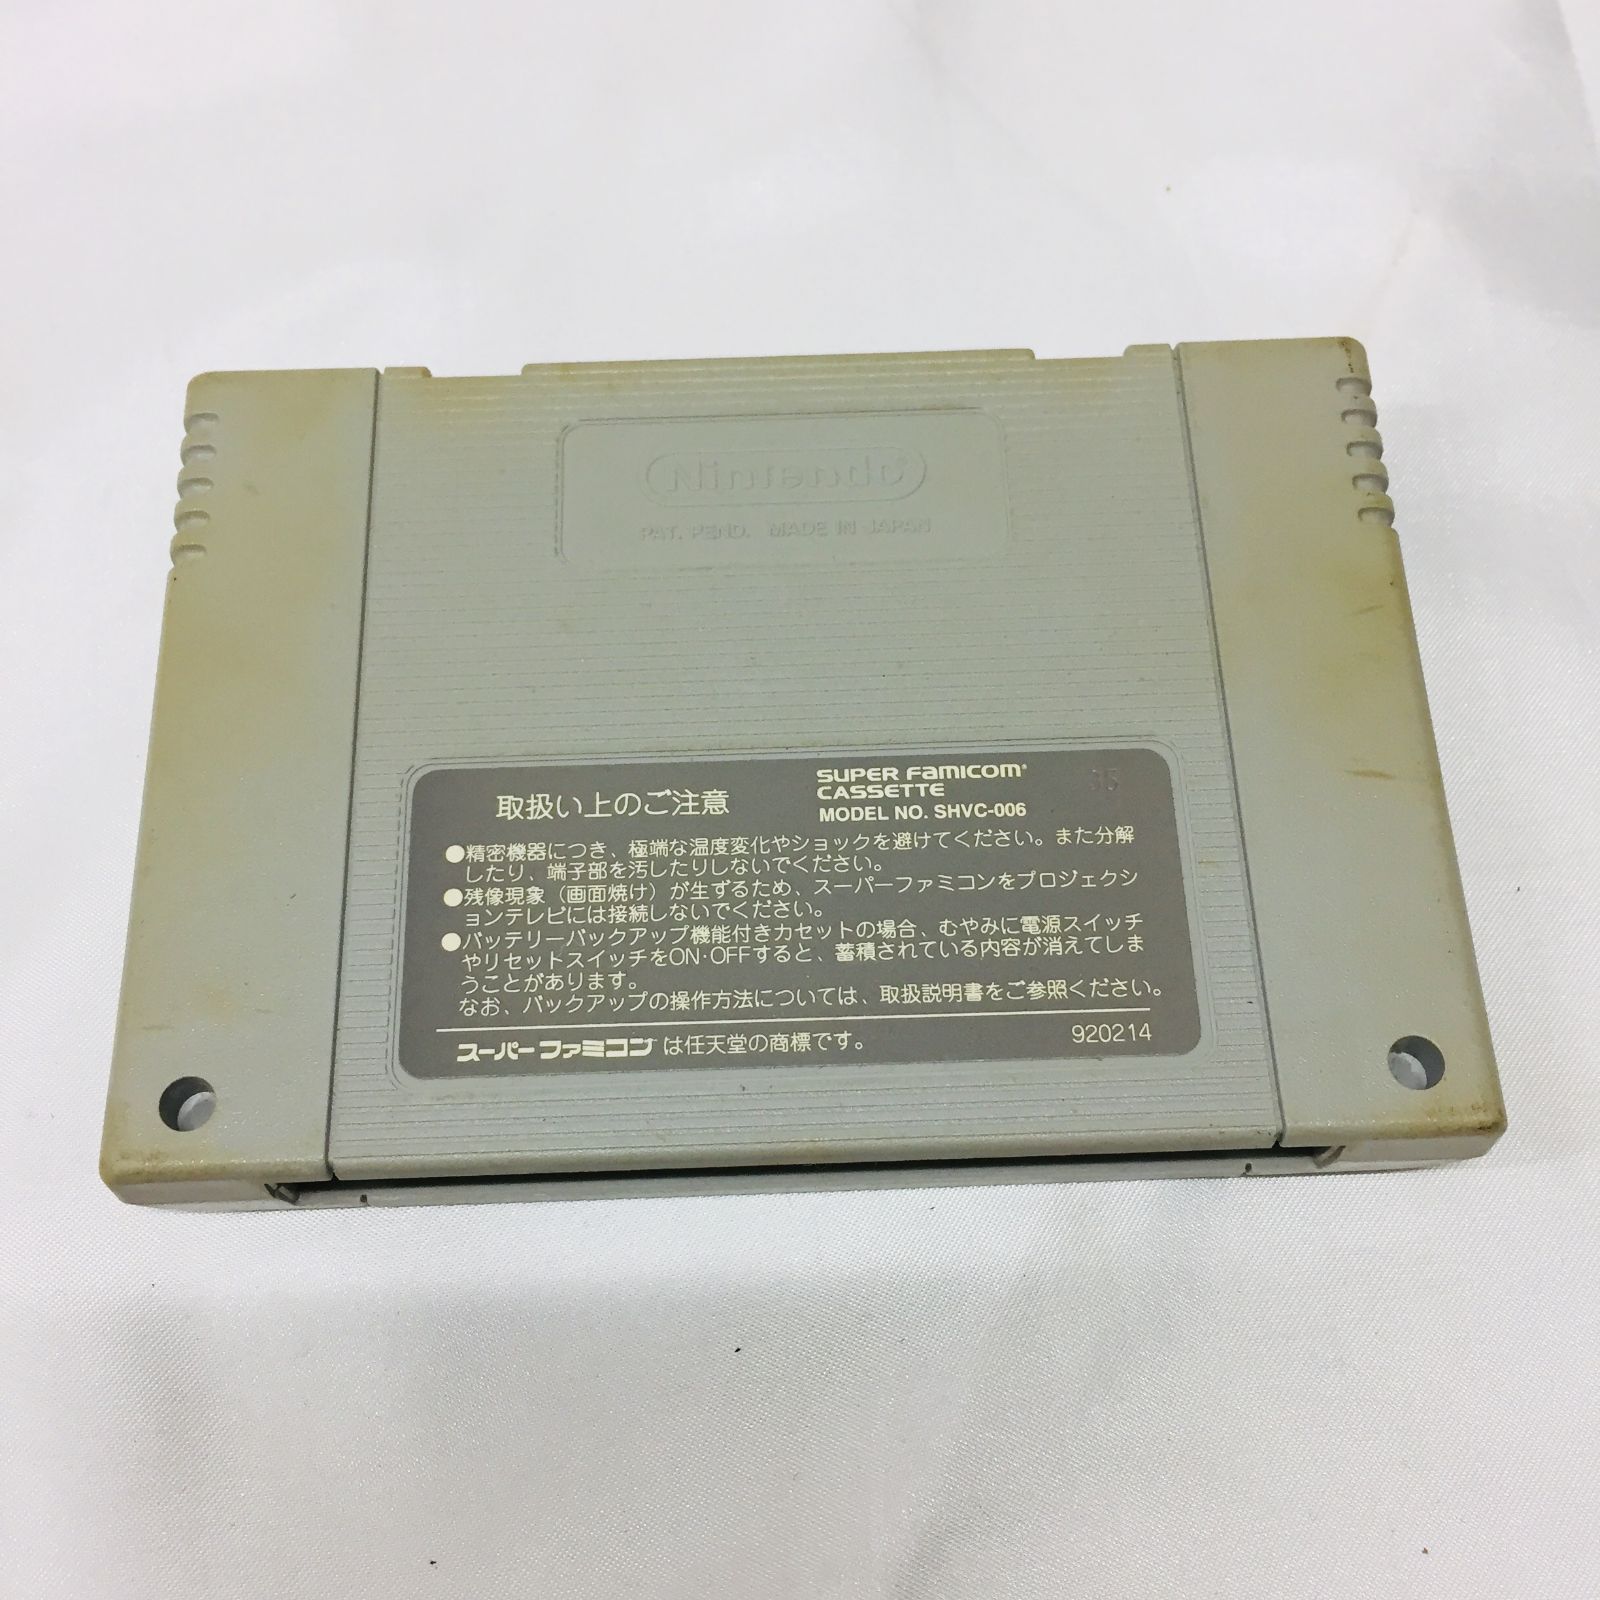 Nintendo®
PAT. PEND. MADE IN JAPAN
取扱い上のご注意
SUPER FAMICOM®
CASSETTE
MODEL NO. SHVC-006
35
●精密機器につき、極端な温度変化やショックを避けてください。また分解
したり、端子部を汚したりしないでください。
●残像現象（画面焼け）が生ずるため、スーパーファミコンをプロジェクシ
ョンテレビには接続しないでください。
●バッテリーバックアップ機能付きカセットの場合、むやみに電源スイッチ
やリセットスイッチをON･OFFすると、蓄積されている内容が消えてしま
うことがあります。
なお、バックアップの操作方法については、取扱説明書をご参照ください。
スーパーファミコン™は任天堂の商標です。
920214